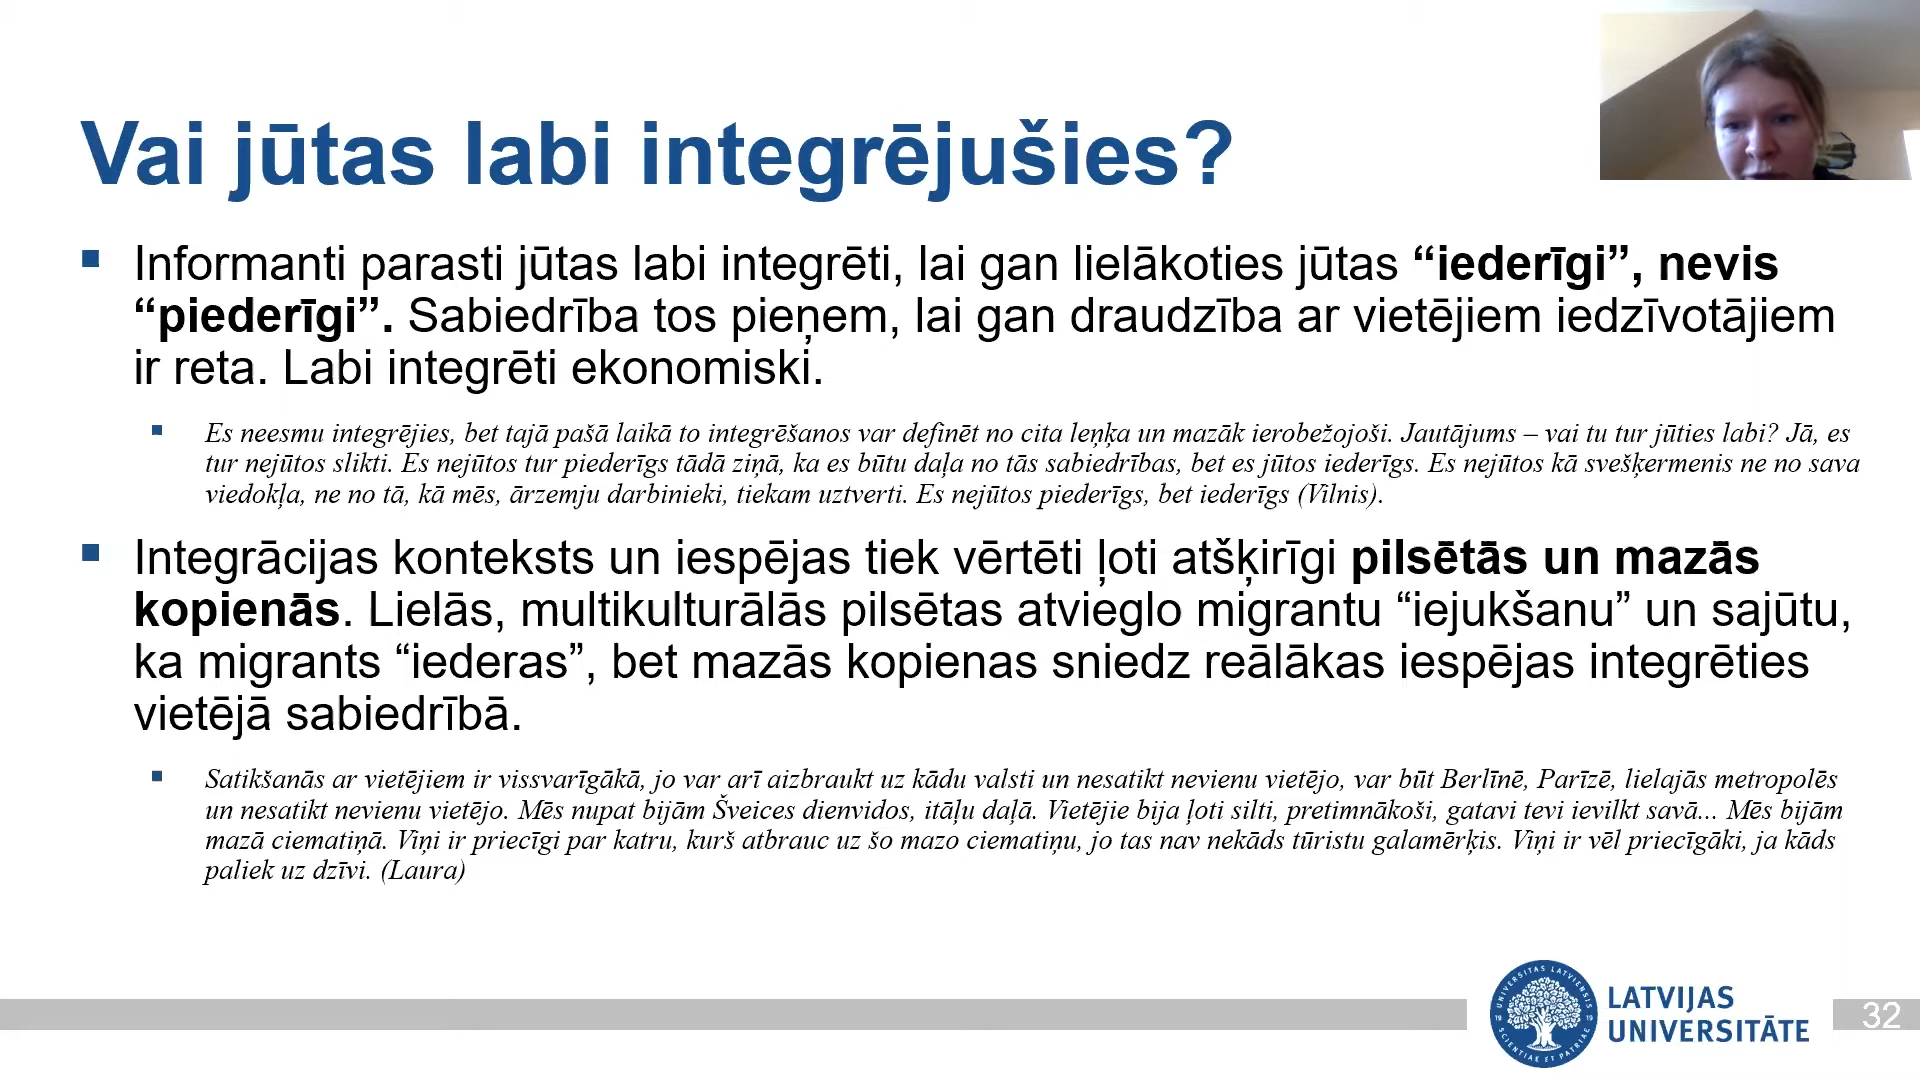 Vai jūtas labi integrējušies?
Informanti parasti jūtas labi integrēti, lai gan lielākoties jūtas “iederīgi”, nevis
“piederīgi”. Sabiedrība tos pieņem, lai gan draudzība ar vietējiem iedzīvotājiem
ir reta. Labi integrēti ekonomiski.
Es neesmu integrējies, bet tajā pašā laikā to integrēšanos var definēt no cita leņķa un mazāk ierobežojoši. Jautājums – vai tu tur jūties labi? Jā, es
tur nejūtos slikti. Es nejūtos tur piederīgs tādā ziņā, ka es būtu daļa no tās sabiedrības, bet es jūtos iederīgs. Es nejūtos kā svešķermenis ne no sava
viedokļa, ne no tā, kā mēs, ārzemju darbinieki, tiekam uztverti. Es nejūtos piederīgs, bet iederīgs (Vilnis).
Integrācijas konteksts un iespējas tiek vērtēti ļoti atšķirīgi pilsētās un mazās
kopienās. Lielās, multikulturālās pilsētas atvieglo migrantu “iejukšanu” un sajūtu,
ka migrants “iederas”, bet mazās kopienas sniedz reālākas iespējas integrēties
vietējā sabiedrībā.
Satikšanās ar vietējiem ir vissvarīgākā, jo var arī aizbraukt uz kādu valsti un nesatikt nevienu vietējo, var būt Berlīnē, Parīzē, lielajās metropolēs
un nesatikt nevienu vietējo. Mēs nupat bijām Šveices dienvidos, itāļu daļā. Vietējie bija ļoti silti, pretimnākoši, gatavi tevi ievilkt savā... Mēs bijām
mazā ciematiņā. Viņi ir priecīgi par katru, kurš atbrauc uz šo mazo ciematiņu, jo tas nav nekāds tūristu galamērķis. Viņi ir vēl priecīgāki, ja kāds
paliek uz dzīvi. (Laura)
UNIVERSITAS LATVIENSIS
19 19
SCIENTIAE ET PATRIAE
LATVIJAS
UNIVERSITĀTE
32